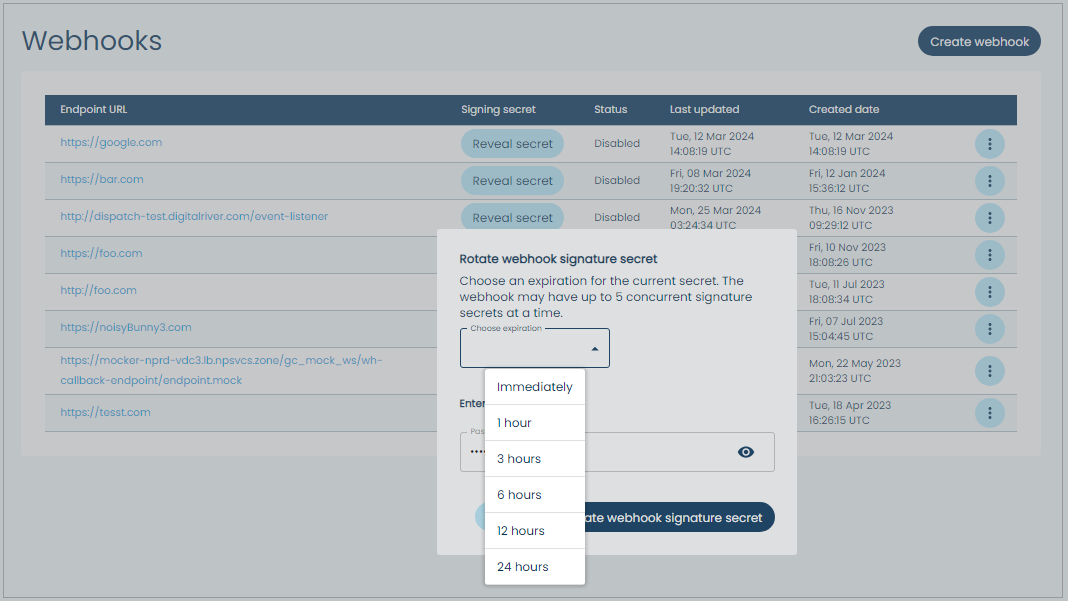 Webhooks
Create webhook
Endpoint URL Signing secret Status Last updated Created date
https://google.com Reveal secret Disabled Tue, 12 Mar 2024 Tue, 12 Mar 2024
14:08:19 UTC 14:08:19 UTC
https://bar.com Reveal secret Disabled Fri, 08 Mar 2024 Fri, 12 Jan 2024
19:20:32 UTC 15:36:12 UTC
http://dispatch-test.digitalriver.com/event-listener Reveal secret Disabled Mon, 25 Mar 2024 Thu, 16 Nov 2023
03:24:34 UTC 09:29:12 UTC
https://foo.com Fri, 10 Nov 2023
18:08:26 UTC
http://foo.com Tue, 11 Jul 2023
18:08:34 UTC
https://noisyBunny3.com Fri, 07 Jul 2023
15:04:45 UTC
https://mocker-nprd-vdc3.lb.npsvcs.zone/gc_mock_ws/wh-
callback-endpoint/endpoint.mock
Mon, 22 May 2023
21:03:23 UTC
https://tesst.com Tue, 18 Apr 2023
16:26:15 UTC
Rotate webhook signature secret
Choose an expiration for the current secret. The
webhook may have up to 5 concurrent signature
secrets at a time.
Choose expiration
Immediately
1 hour
3 hours
6 hours
12 hours
24 hours
Enter
webhook signature secret